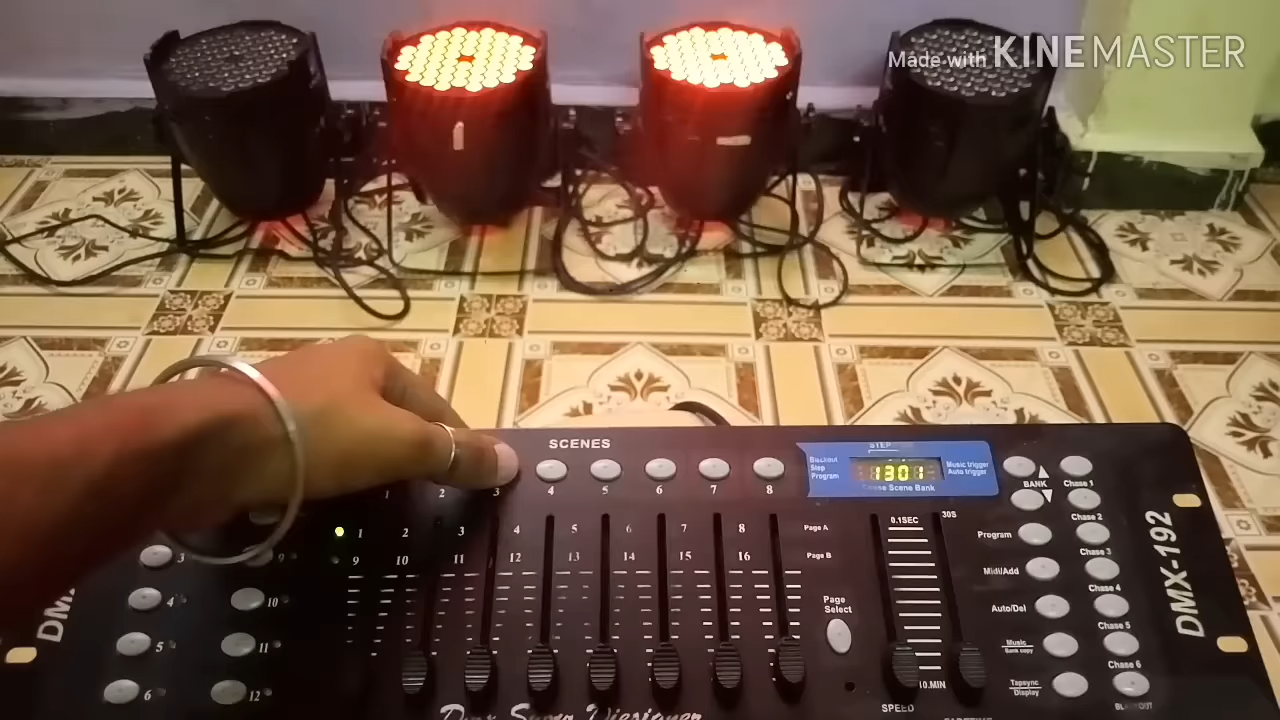 Made with KINEMASTER
SCENES
1 2 3 4 5 6 7 8
STEP
Blackout
Step
Program
1301
Music trigger
Auto trigger
Scene Bank
BANK
Chase 1
Chase 2
Chase 3
Chase 4
Chase 5
Chase 6
Program
Midi/Add
Auto/Del
Music
Bank copy
Tapsync
Display
BLACKOUT
1 2 3 4 5 6 7 8 Page A
9 10 11 12 13 14 15 16 Page B
Page
Select
0.1SEC
30S
10.MIN
SPEED
3 9
4 10
5 11
6 12
DMX-192